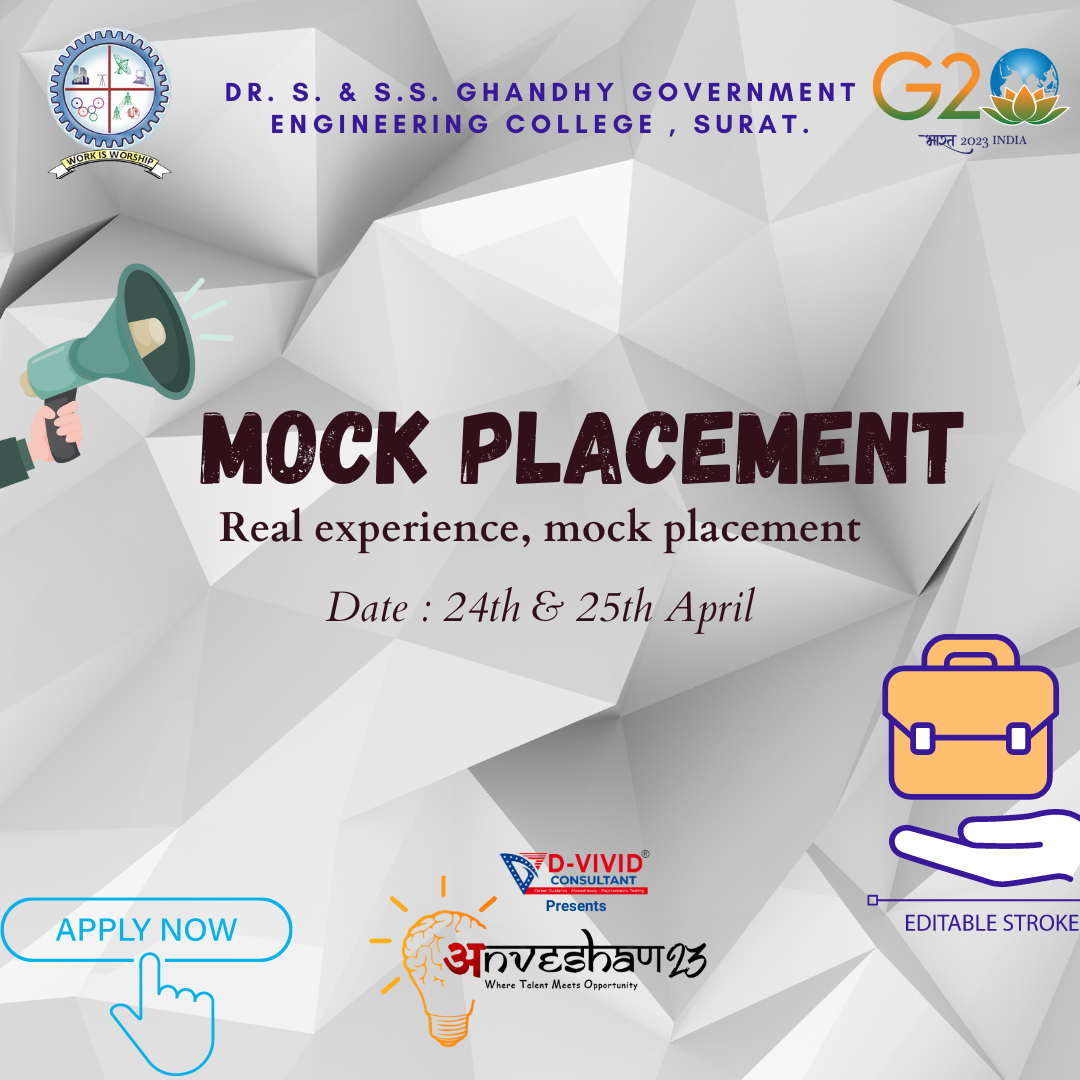 DR. S. & S.S. GHANDHY GOVERNMENT
ENGINEERING COLLEGE , SURAT.
WORK IS WORSHIP
G20
भारत 2023 INDIA
MOCK PLACEMENT
Real experience, mock placement
Date : 24th & 25th April
D-VIVID®
CONSULTANT
Presents
अnveshaण23
Where Talent Meets Opportunity
APPLY NOW
EDITABLE STROKE